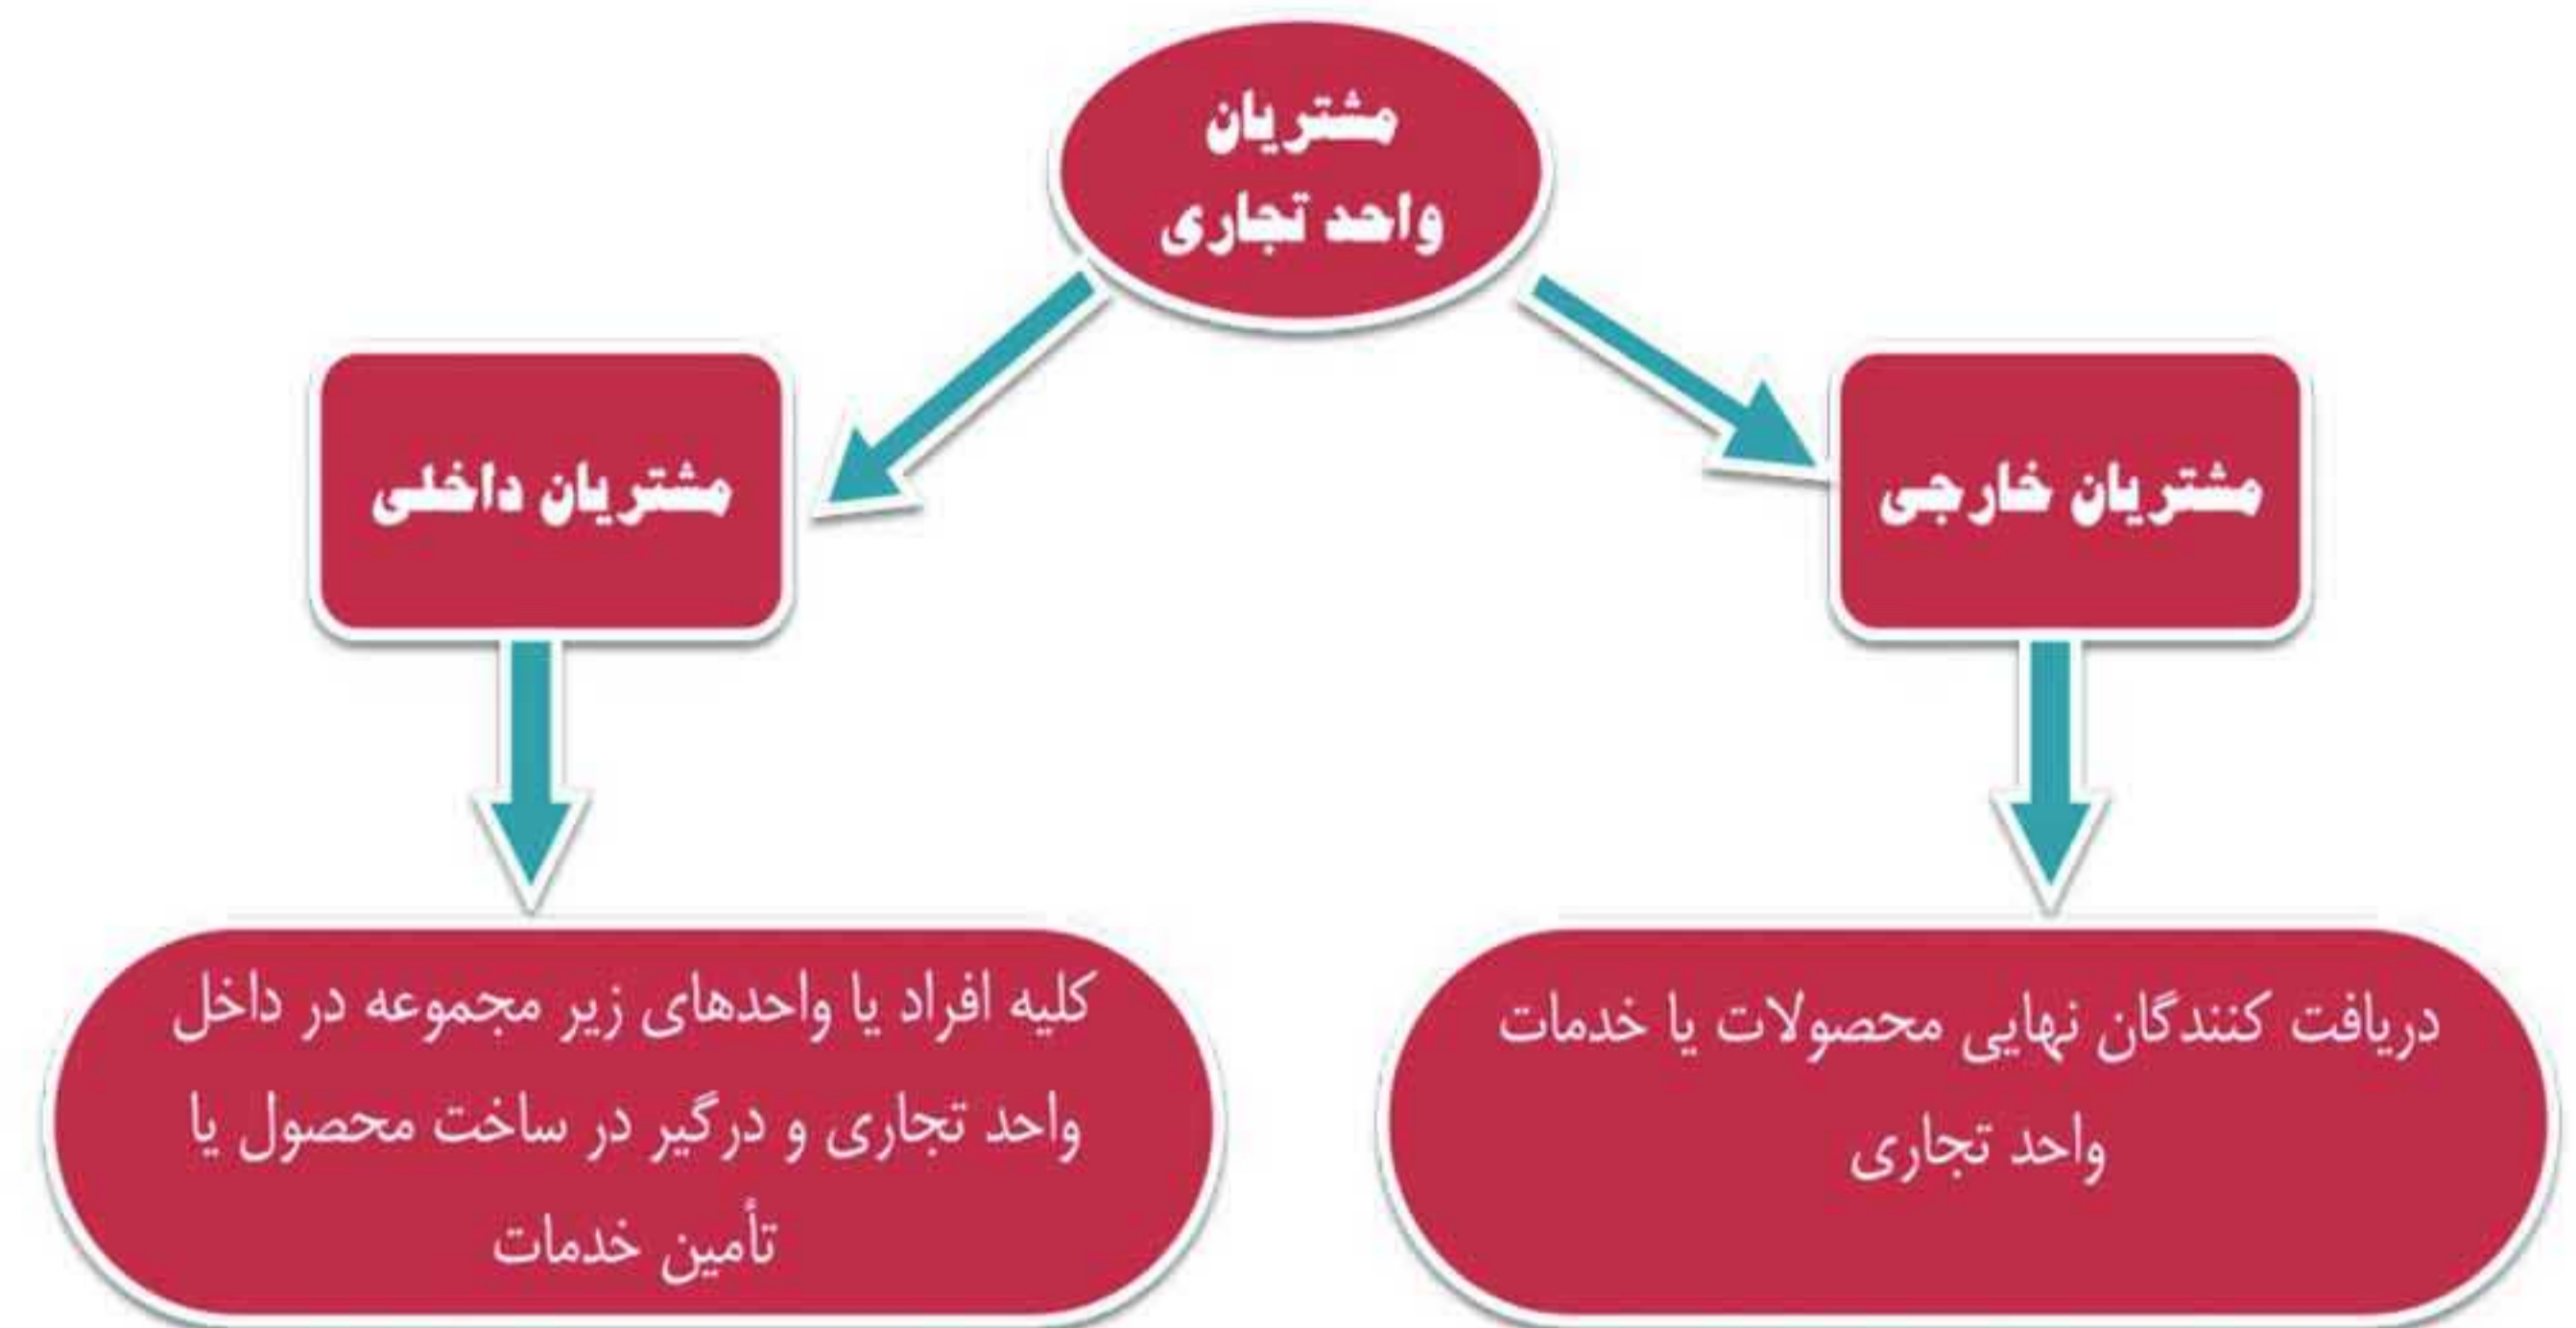 مشتریان
واحد تجاری
مشتریان خارجی
مشتریان داخلی
دریافت کنندگان نهایی محصولات یا خدمات
واحد تجاری
کلیه افراد یا واحدهای زیر مجموعه در داخل
واحد تجاری و درگیر در ساخت محصول یا
تأمین خدمات